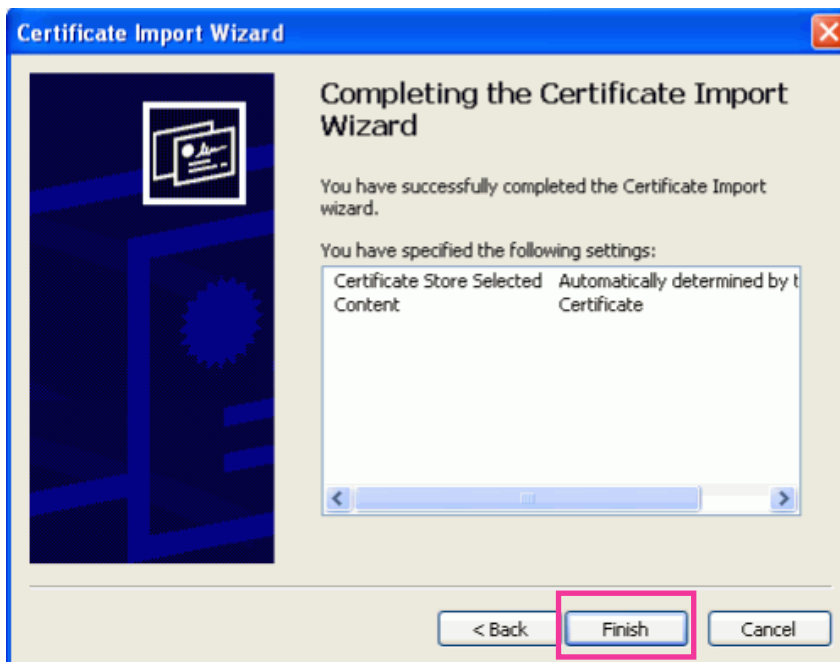 Certificate Import Wizard
Completing the Certificate Import
Wizard
You have successfully completed the Certificate Import
wizard.
You have specified the following settings:
Certificate Store Selected Automatically determined by t
Content Certificate
< Back Finish Cancel